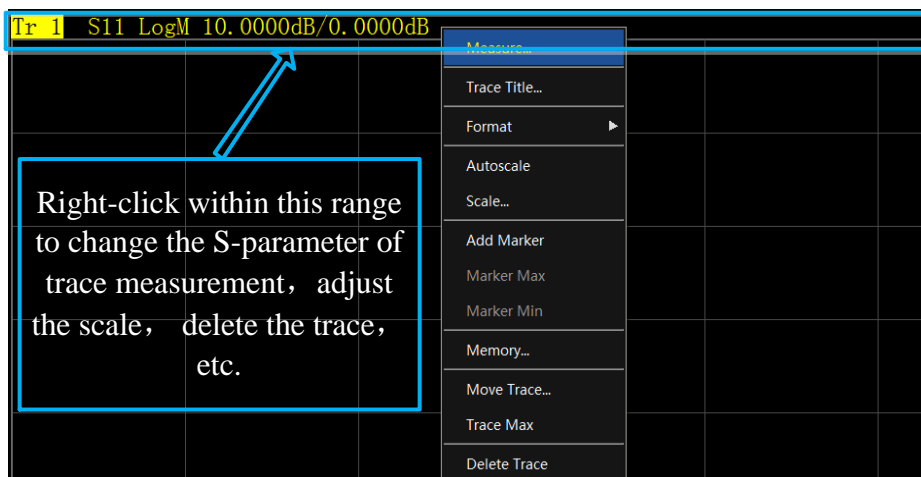 Tr 1 S11 LogM 10.0000dB/0.0000dB
Measure...
Trace Title...
Format
Autoscale
Scale...
Add Marker
Marker Max
Marker Min
Memory...
Move Trace...
Trace Max
Delete Trace
Right-click within this range
to change the S-parameter of
trace measurement，adjust
the scale， delete the trace，
etc.